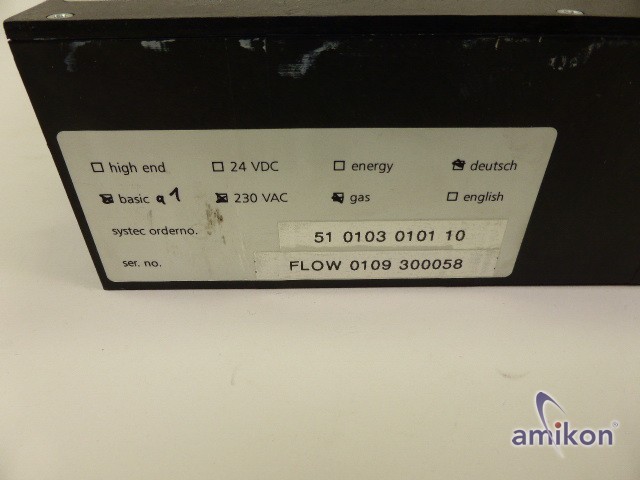 high end 24 VDC energy deutsch
basic a1 230 VAC gas english
systec orderno. 51 0103 0101 10
ser. no. FLOW 0109 300058
amikon®